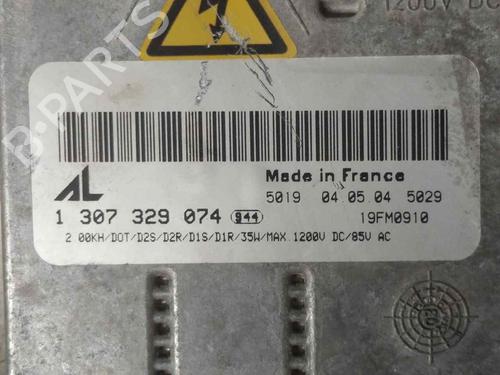 1200V DC
B-PARTS
Made in France
AL
5019 04.05.04 5029
1 307 329 074 944
19FM0910
2 00KH/DOT/D2S/D2R/D1S/D1R/35W/MAX.1200V DC/85V AC